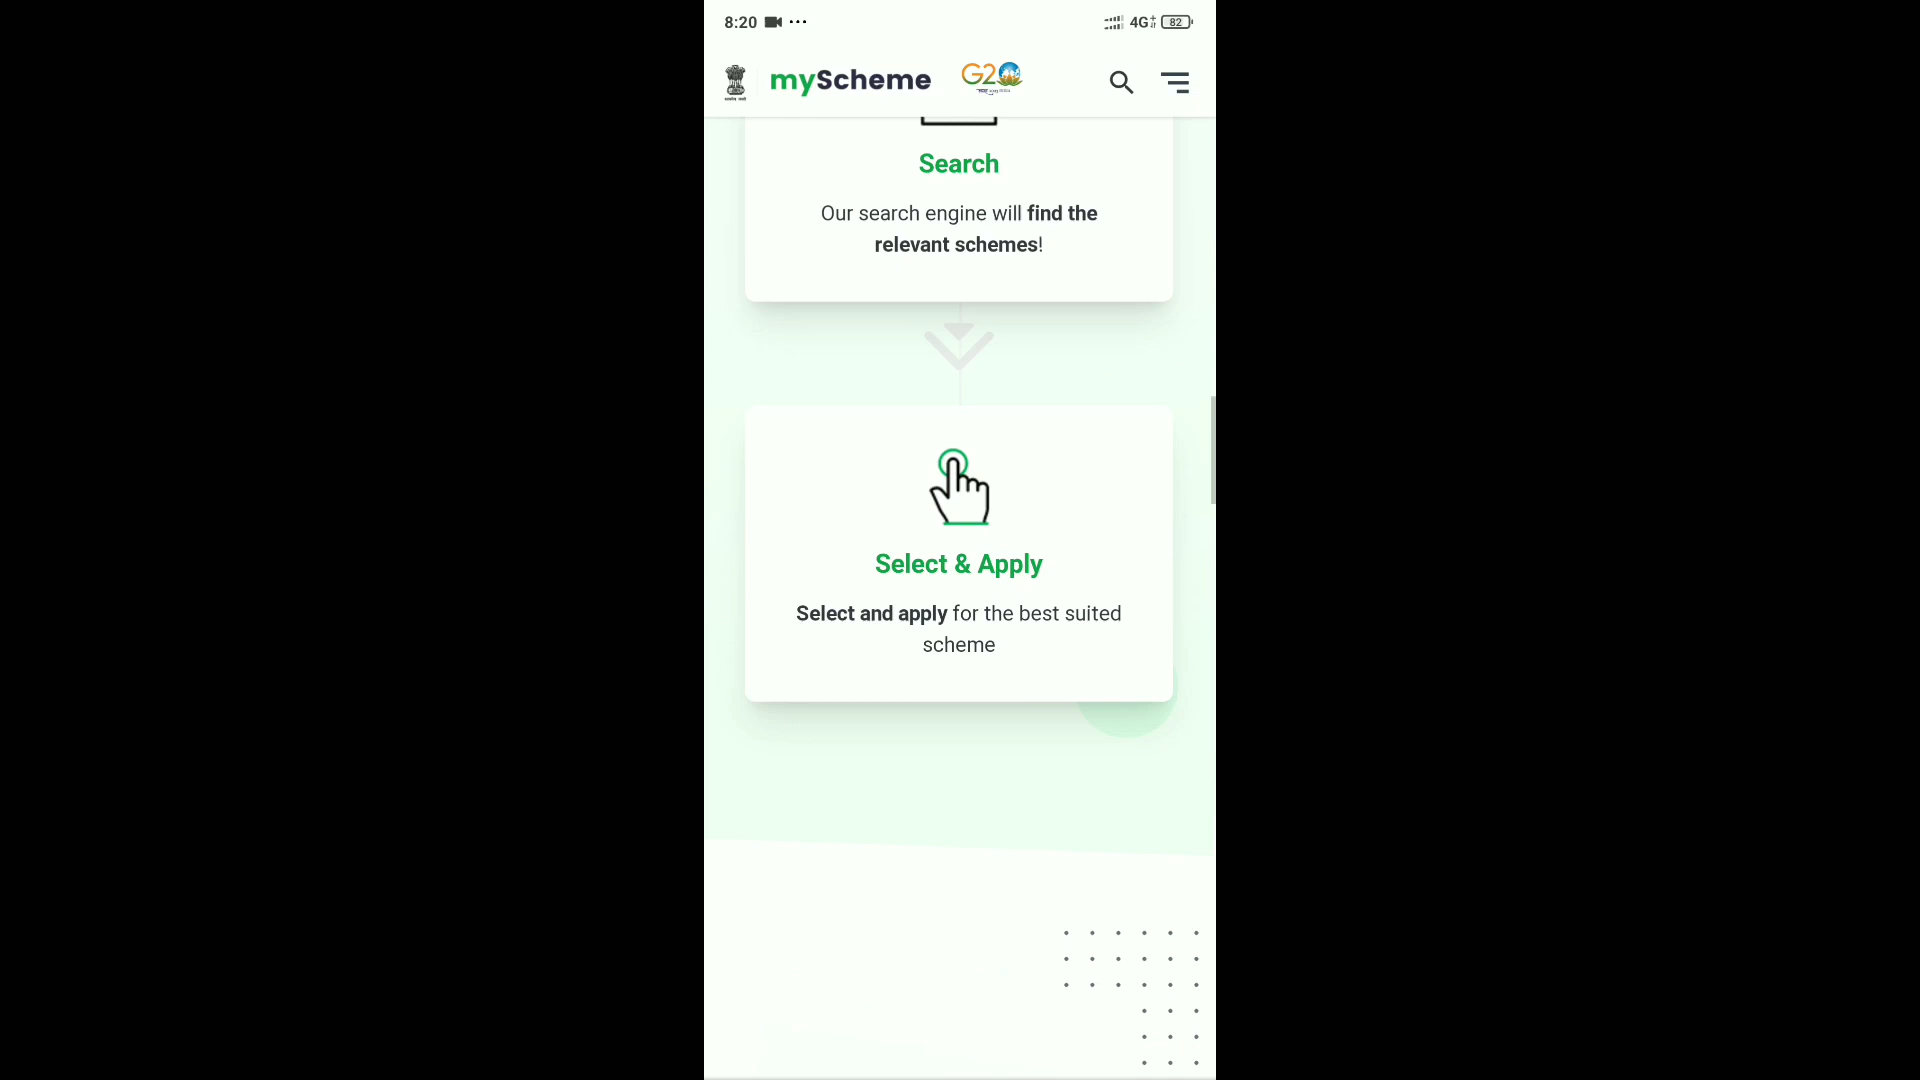 8:20 ... 4G 82
myScheme G20
Search
Our search engine will find the
relevant schemes!
Select & Apply
Select and apply for the best suited
scheme